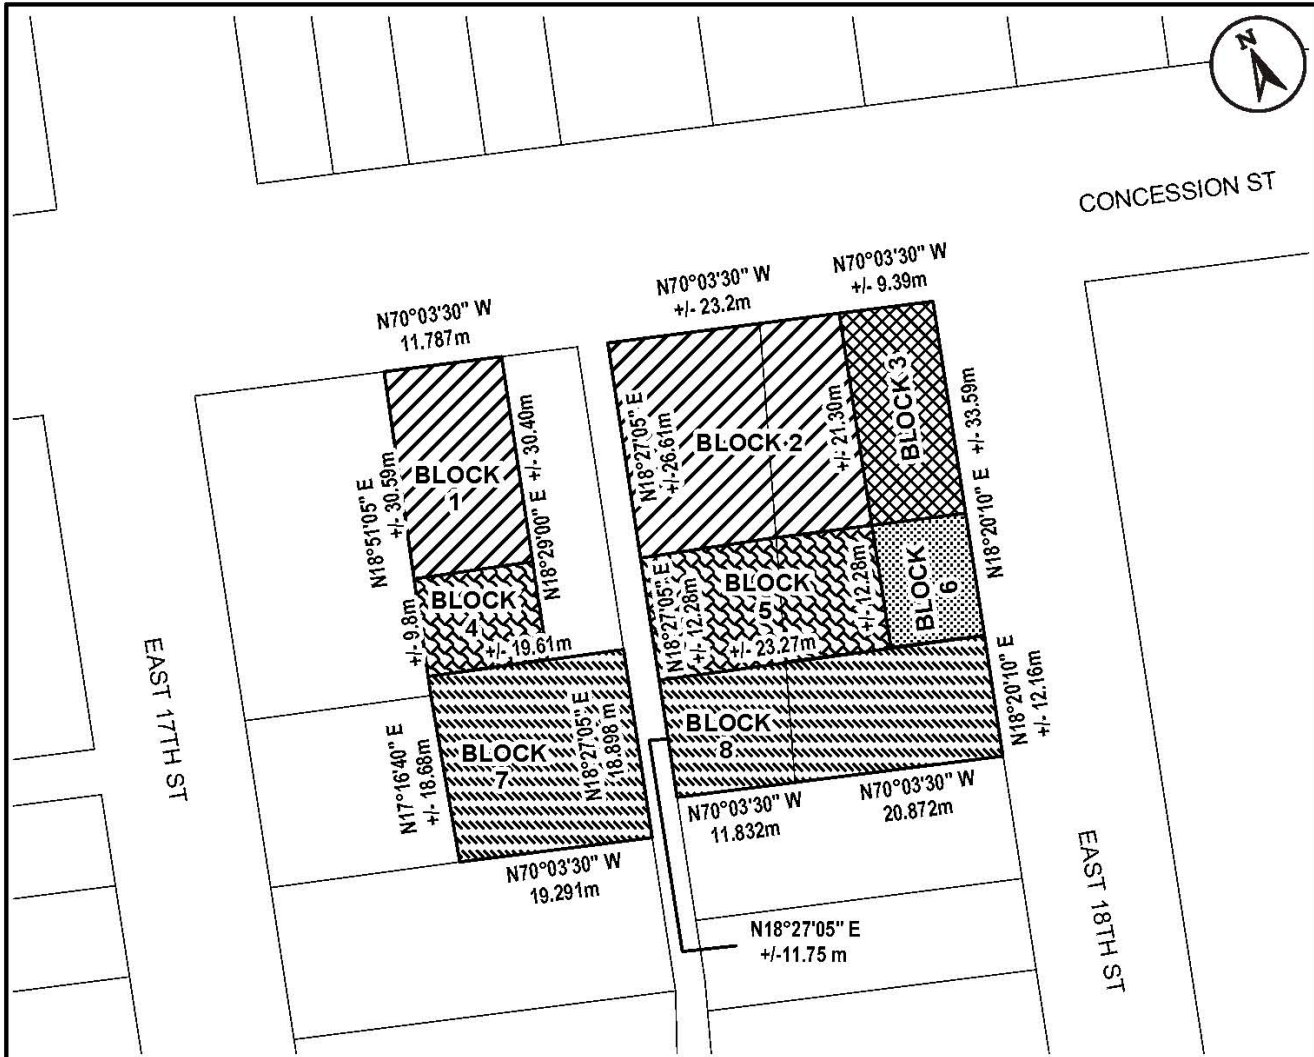 N
CONCESSION ST
N70°03'30" W
+/- 9.39m
N70°03'30" W
+/- 23.2m
N70°03'30" W
11.787m
BLOCK 3
+/- 33.59m
N18°20'10" E
+/- 21.30m
BLOCK 2
N18°27'05" E
+/-26.61m
+/- 30.40m
N18°29'00" E
BLOCK
1
N18°51'05" E
+/- 30.59m
BLOCK
4
+/- 9.8m
+/- 19.61m
BLOCK
5
N18°27'05" E
+/- 12.28m
+/- 12.28m
+/- 23.27m
BLOCK
6
EAST 17TH ST
N17°16'40" E
+/- 18.68m
BLOCK
7
N18°27'05" E
18.898 m
BLOCK
8
N18°20'10" E
+/- 12.16m
N70°03'30" W
11.832m
N70°03'30" W
20.872m
N70°03'30" W
19.291m
N18°27'05" E
+/-11.75 m
EAST 18TH ST